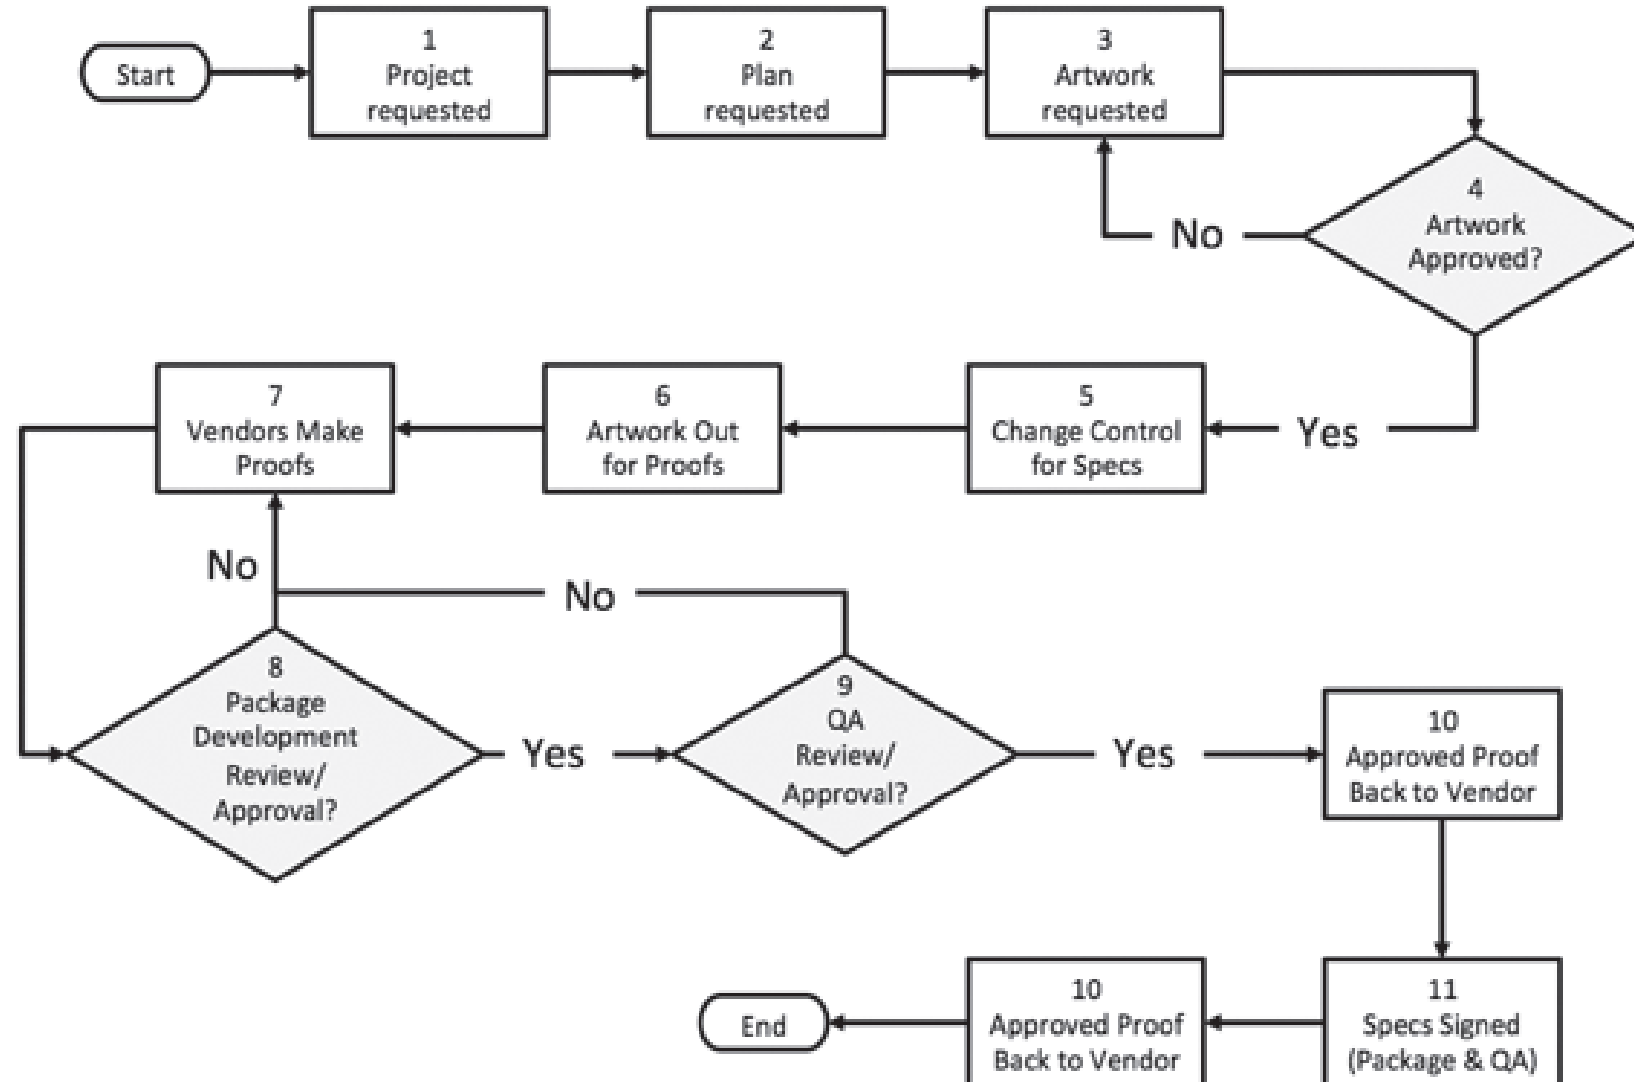 Start
1
Project
requested
2
Plan
requested
3
Artwork
requested
4
Artwork
Approved?
No
Yes
5
Change Control
for Specs
6
Artwork Out
for Proofs
7
Vendors Make
Proofs
No
No
8
Package
Development
Review/
Approval?
Yes
9
QA
Review/
Approval?
Yes
10
Approved Proof
Back to Vendor
11
Specs Signed
(Package & QA)
10
Approved Proof
Back to Vendor
End